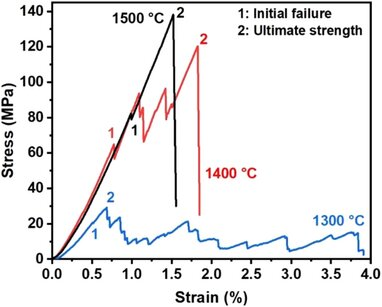 1500 °C
2
1: Initial failure
2: Ultimate strength
140
120
100
80
60
40
20
0
Stress (MPa)
2
1
1
1400 °C
2
1
1300 °C
0.0 0.5 1.0 1.5 2.0 2.5 3.0 3.5 4.0
Strain (%)